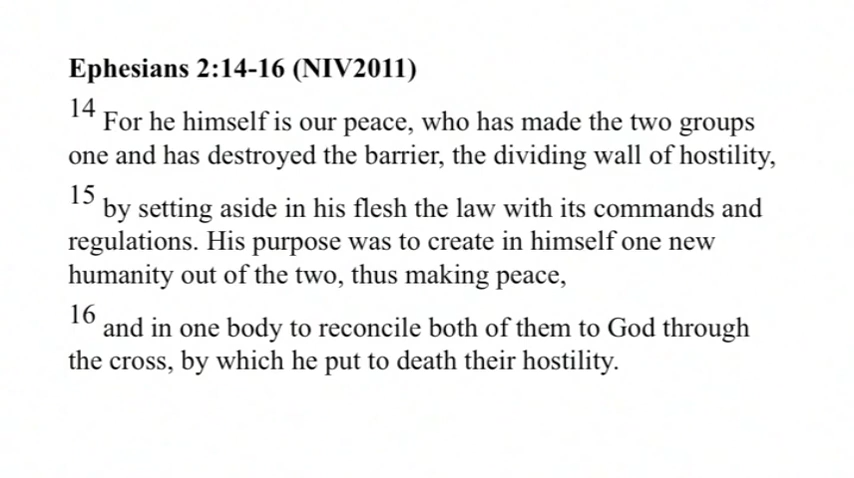 Ephesians 2:14-16 (NIV2011)
14 For he himself is our peace, who has made the two groups
one and has destroyed the barrier, the dividing wall of hostility,
15 by setting aside in his flesh the law with its commands and
regulations. His purpose was to create in himself one new
humanity out of the two, thus making peace,
16 and in one body to reconcile both of them to God through
the cross, by which he put to death their hostility.